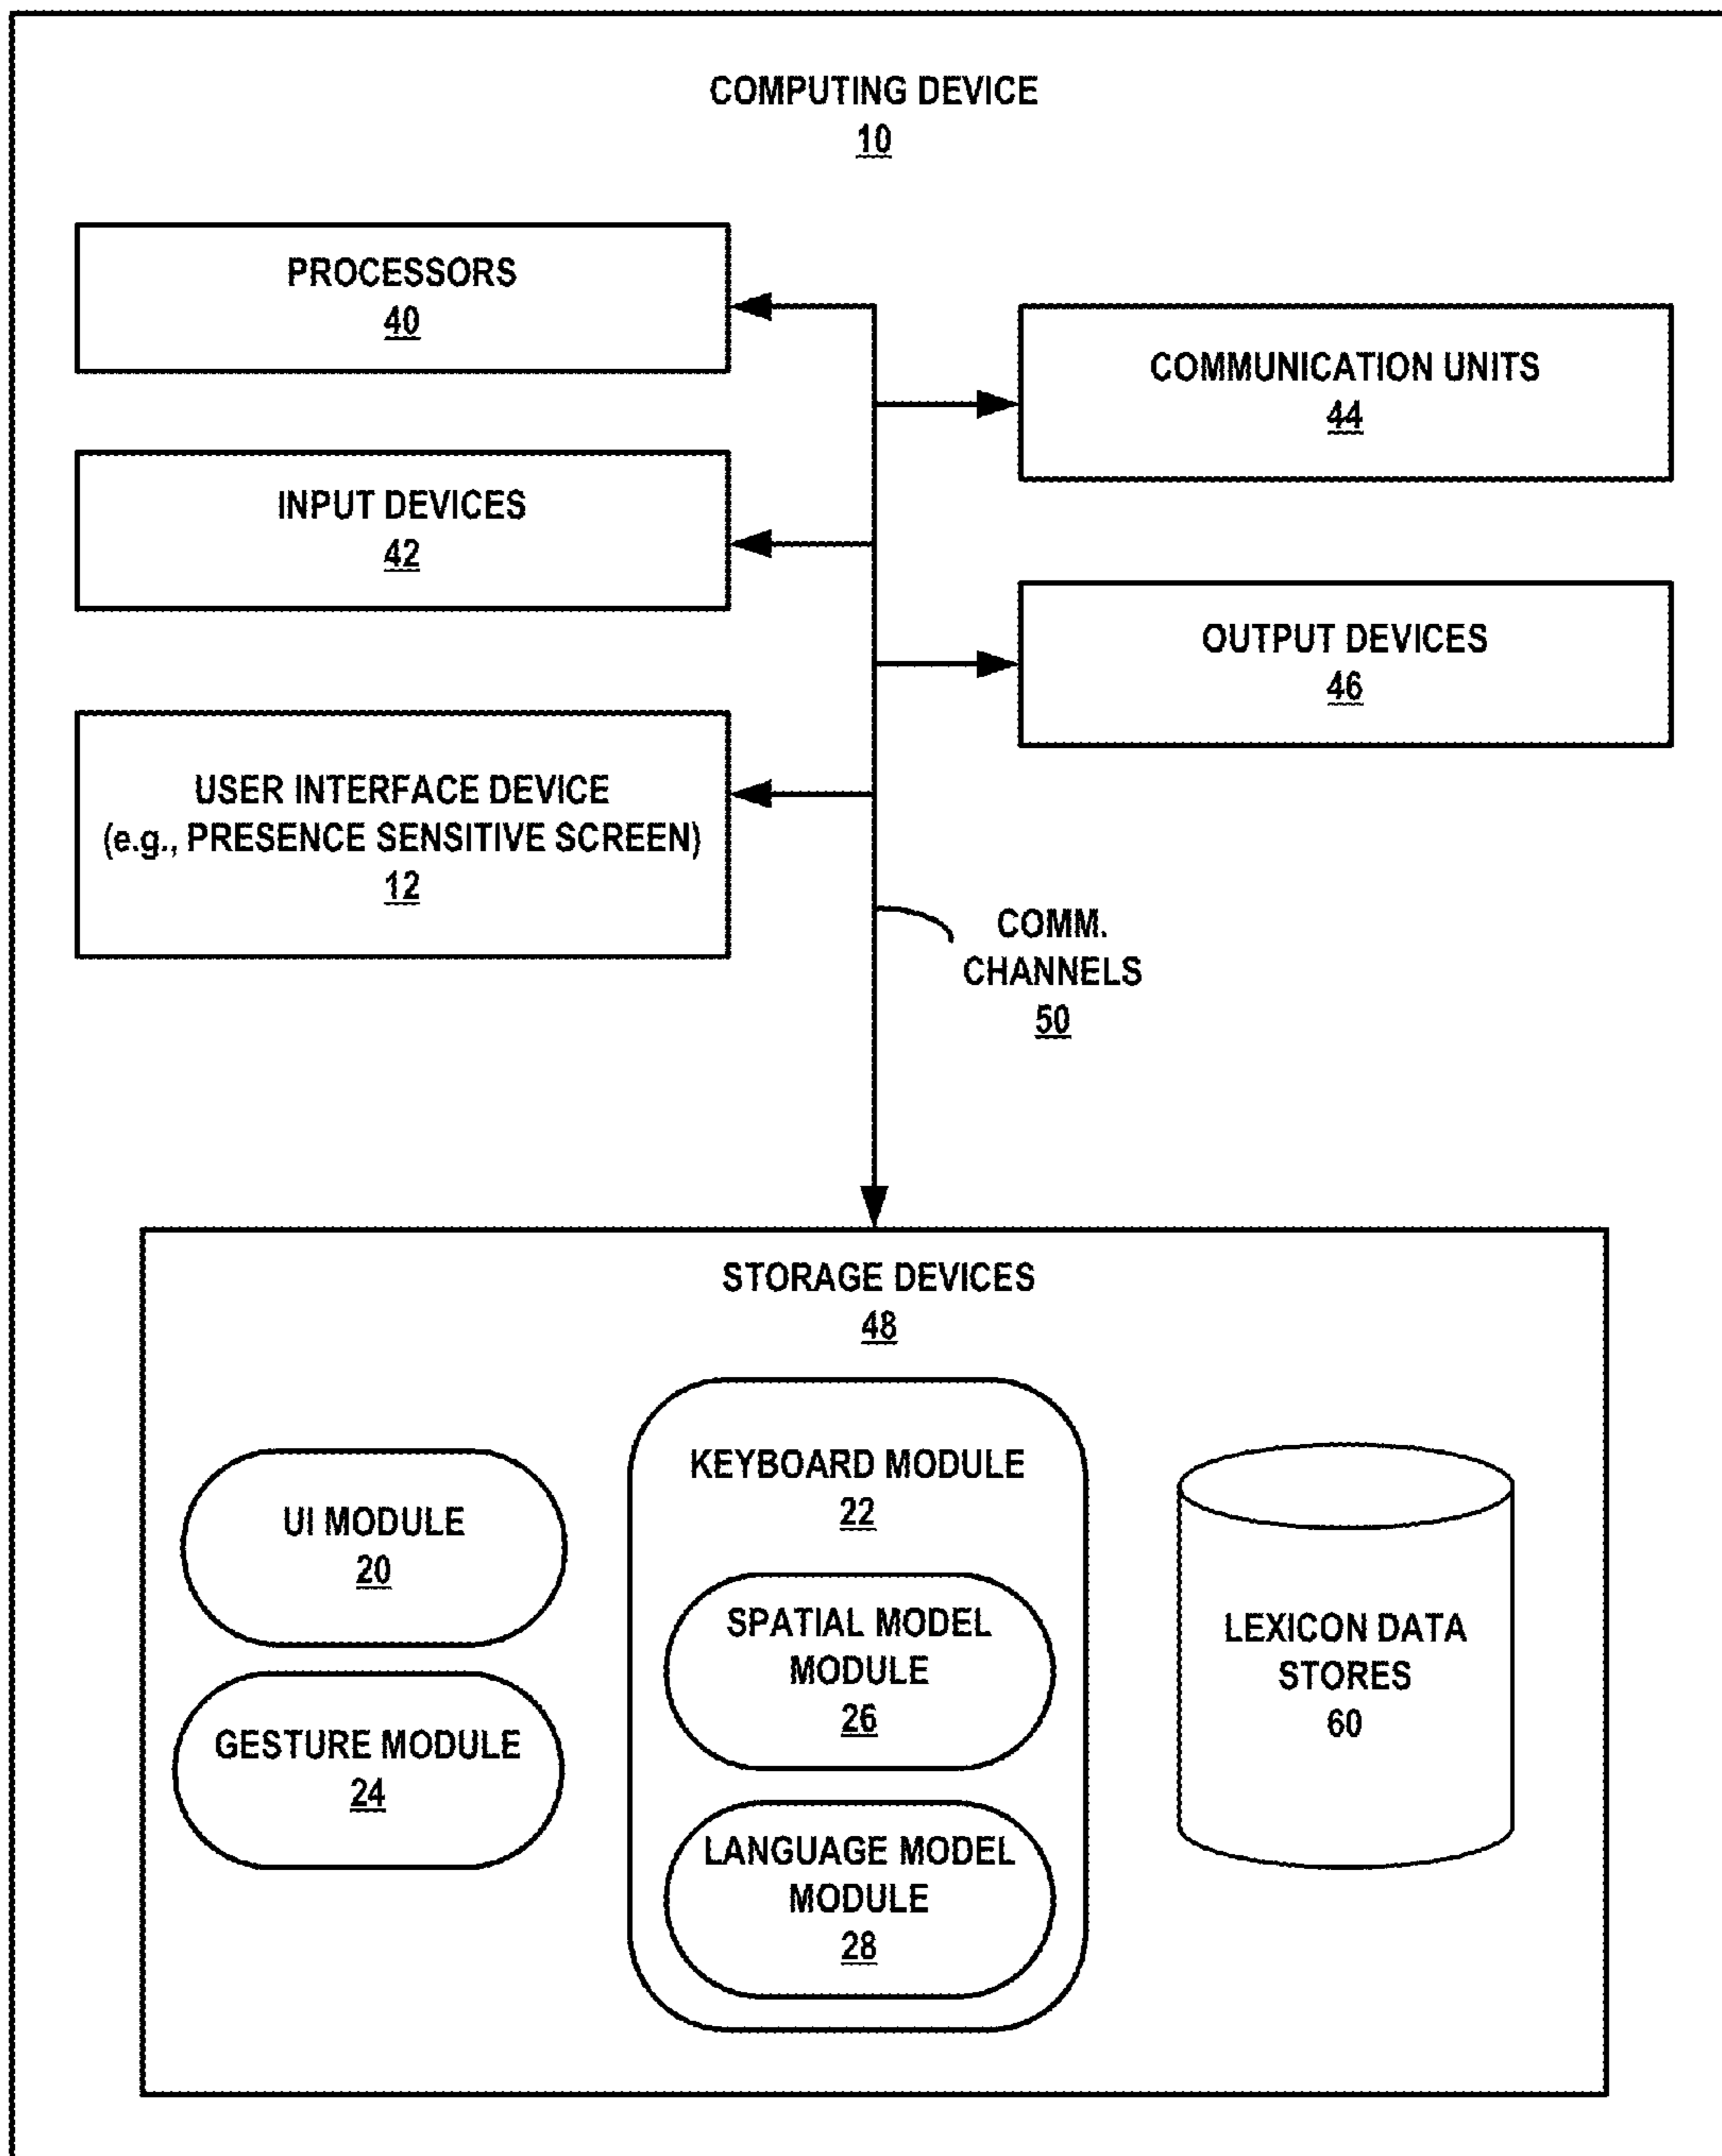 COMPUTING DEVICE
10
PROCESSORS
40
COMMUNICATION UNITS
44
INPUT DEVICES
42
OUTPUT DEVICES
46
USER INTERFACE DEVICE
(e.g., PRESENCE SENSITIVE SCREEN)
12
COMM.
CHANNELS
50
STORAGE DEVICES
48
UI MODULE
20
GESTURE MODULE
24
KEYBOARD MODULE
22
SPATIAL MODEL
MODULE
26
LANGUAGE MODEL
MODULE
28
LEXICON DATA
STORES
60